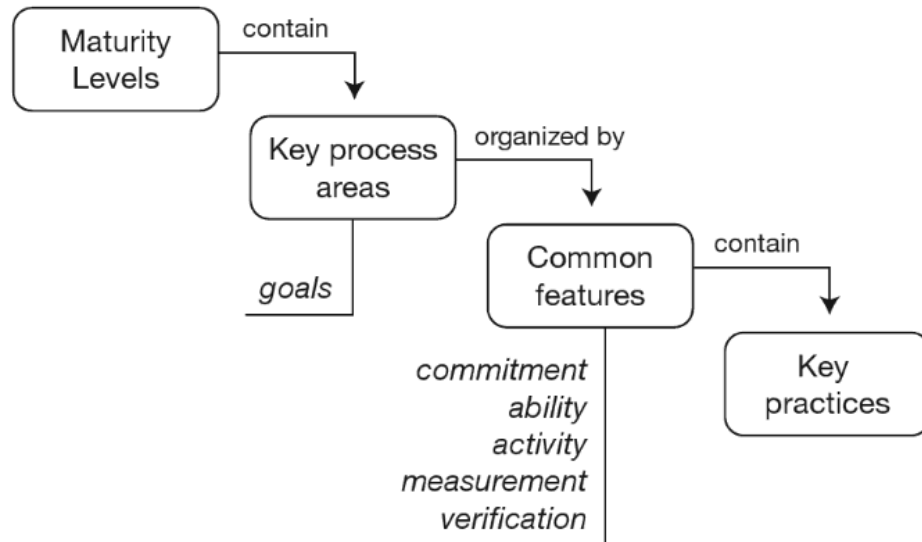 Maturity
Levels
contain
Key process
areas
organized by
goals
Common
features
contain
commitment
ability
activity
measurement
verification
Key
practices